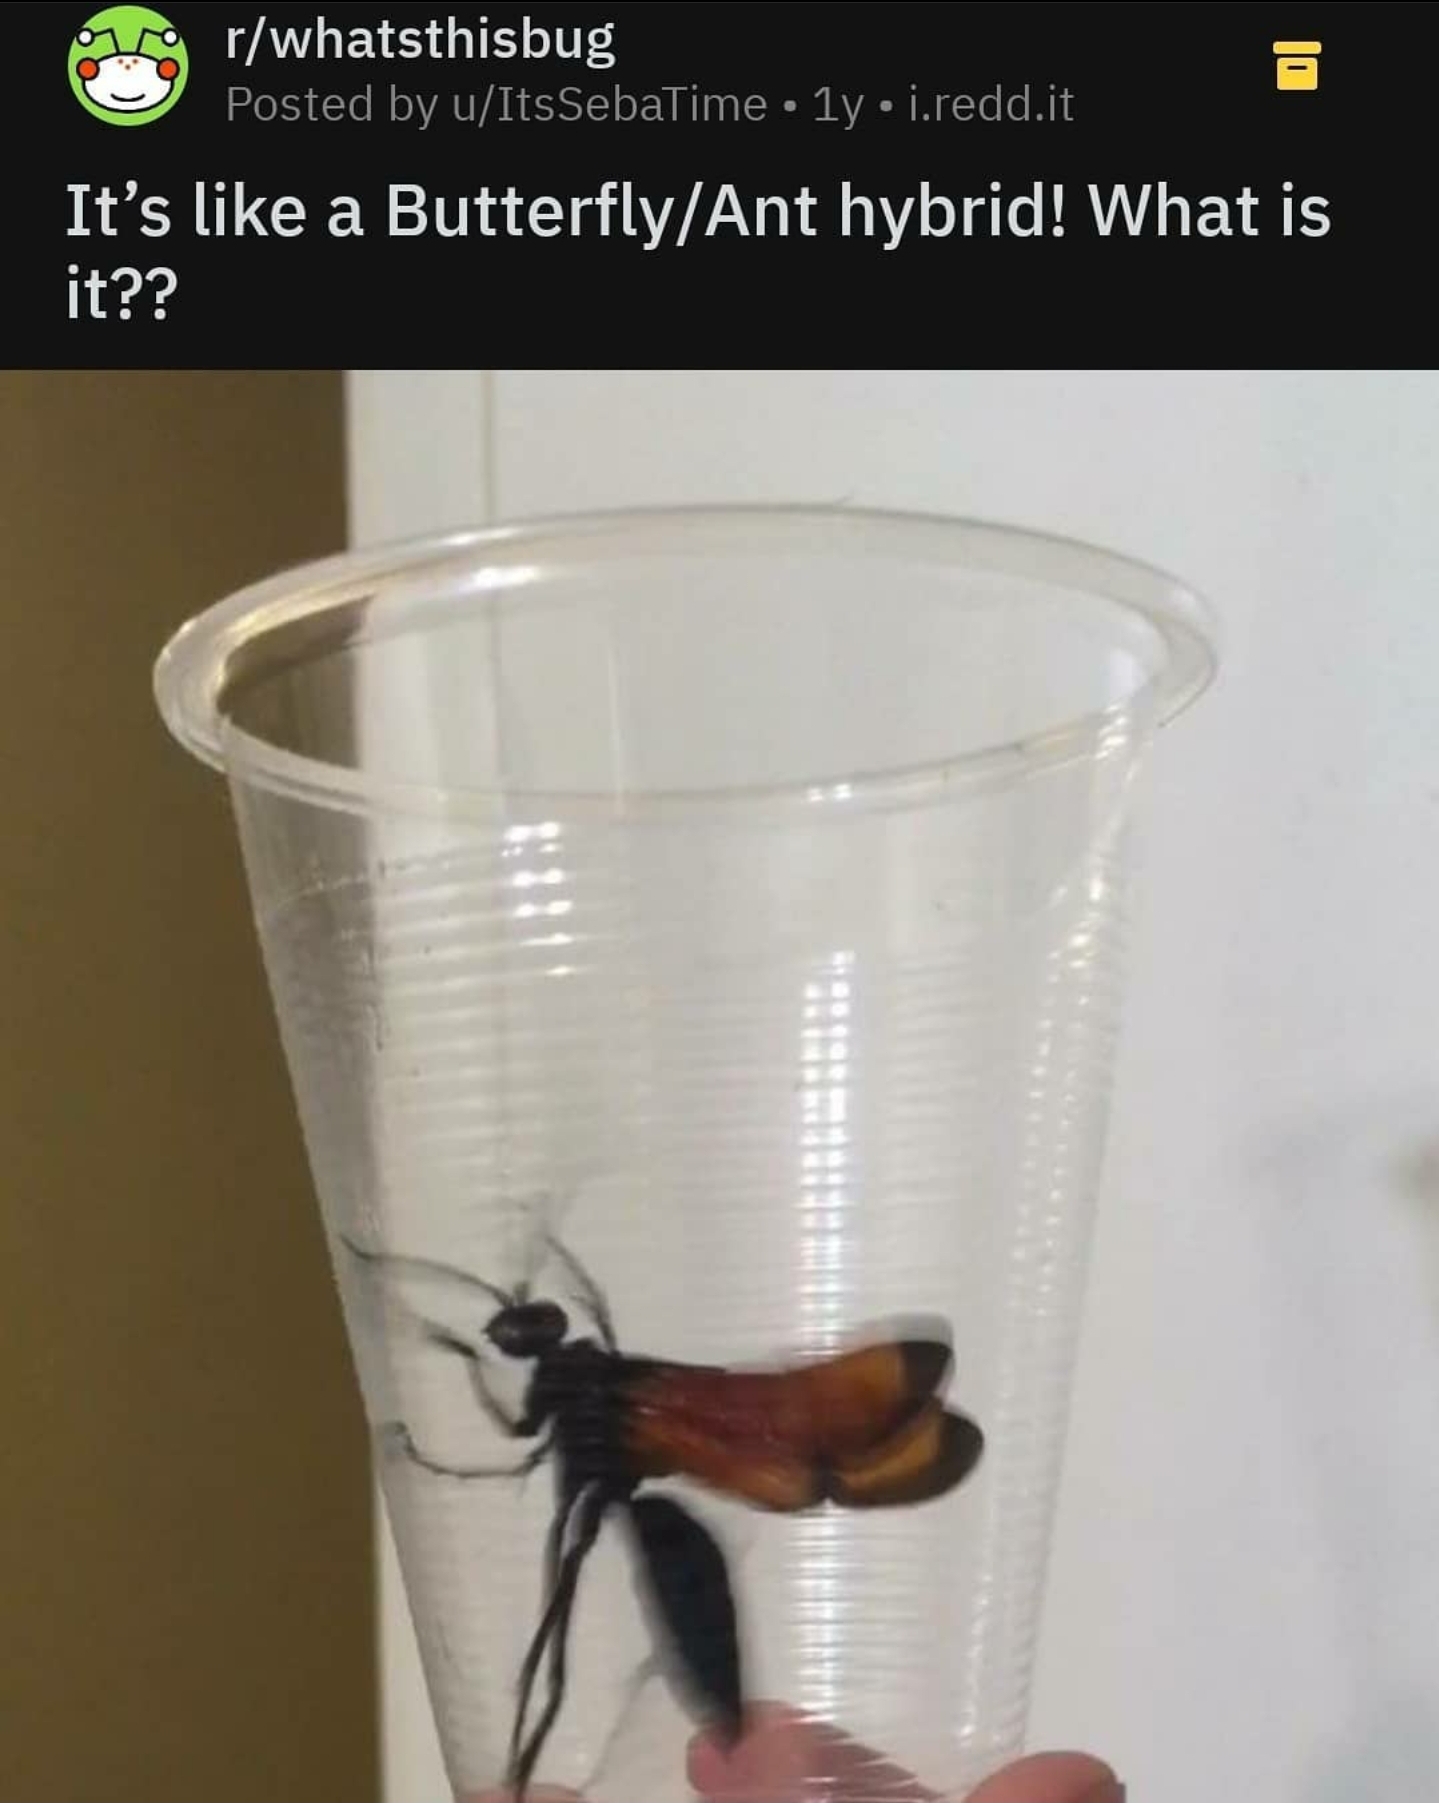 r/whatsthisbug
Posted by u/ItsSebaTime • 1y • i.redd.it
It’s like a Butterfly/Ant hybrid! What is
it??